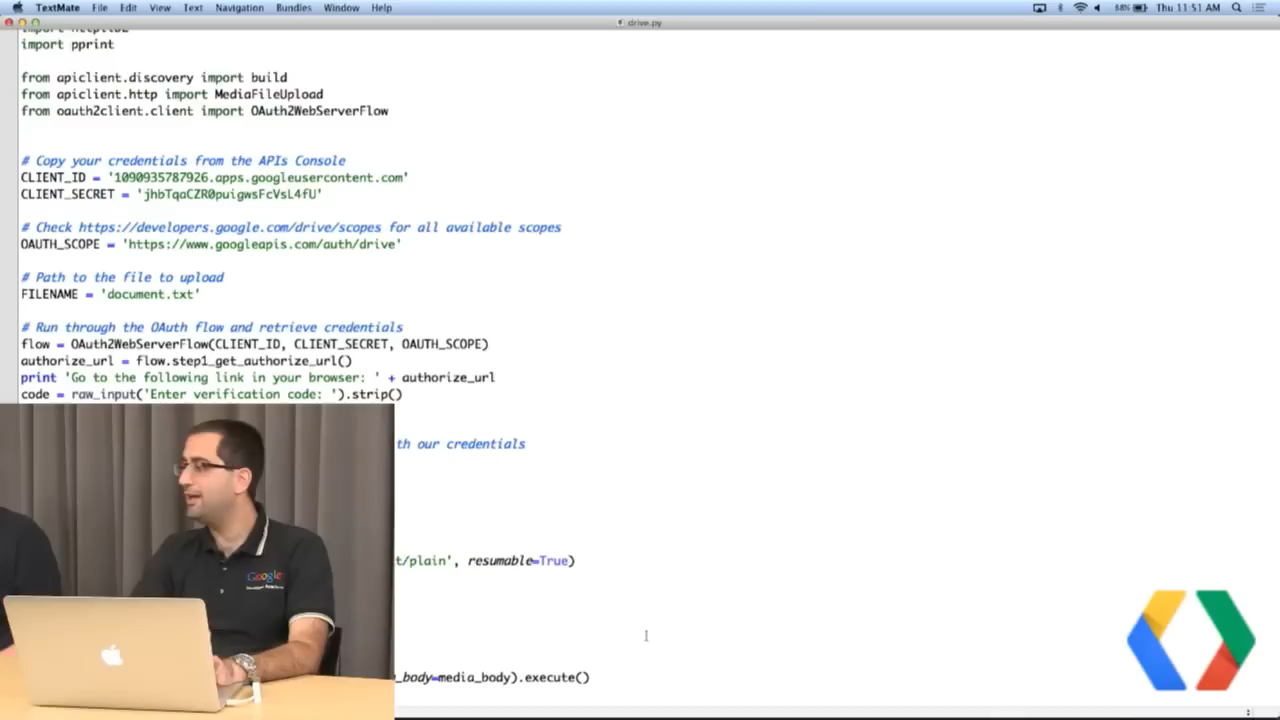 TextMate File Edit View Text Navigation Bundles Window Help
88% Thu 11:51 AM
drive.py
import httplib2
import pprint
from apiclient.discovery import build
from apiclient.http import MediaFileUpload
from oauth2client.client import OAuth2WebServerFlow
# Copy your credentials from the APIs Console
CLIENT_ID = '1090935787926.apps.googleusercontent.com'
CLIENT_SECRET = 'jhbTqaCZR0puigwsFcVsL4fU'
# Check https://developers.google.com/drive/scopes for all available scopes
OAUTH_SCOPE = 'https://www.googleapis.com/auth/drive'
# Path to the file to upload
FILENAME = 'document.txt'
# Run through the OAuth flow and retrieve credentials
flow = OAuth2WebServerFlow(CLIENT_ID, CLIENT_SECRET, OAUTH_SCOPE)
authorize_url = flow.step1_get_authorize_url()
print 'Go to the following link in your browser: ' + authorize_url
code = raw_input('Enter verification code: ').strip()
th our credentials
t/plain', resumable=True)
_body=media_body).execute()
Google